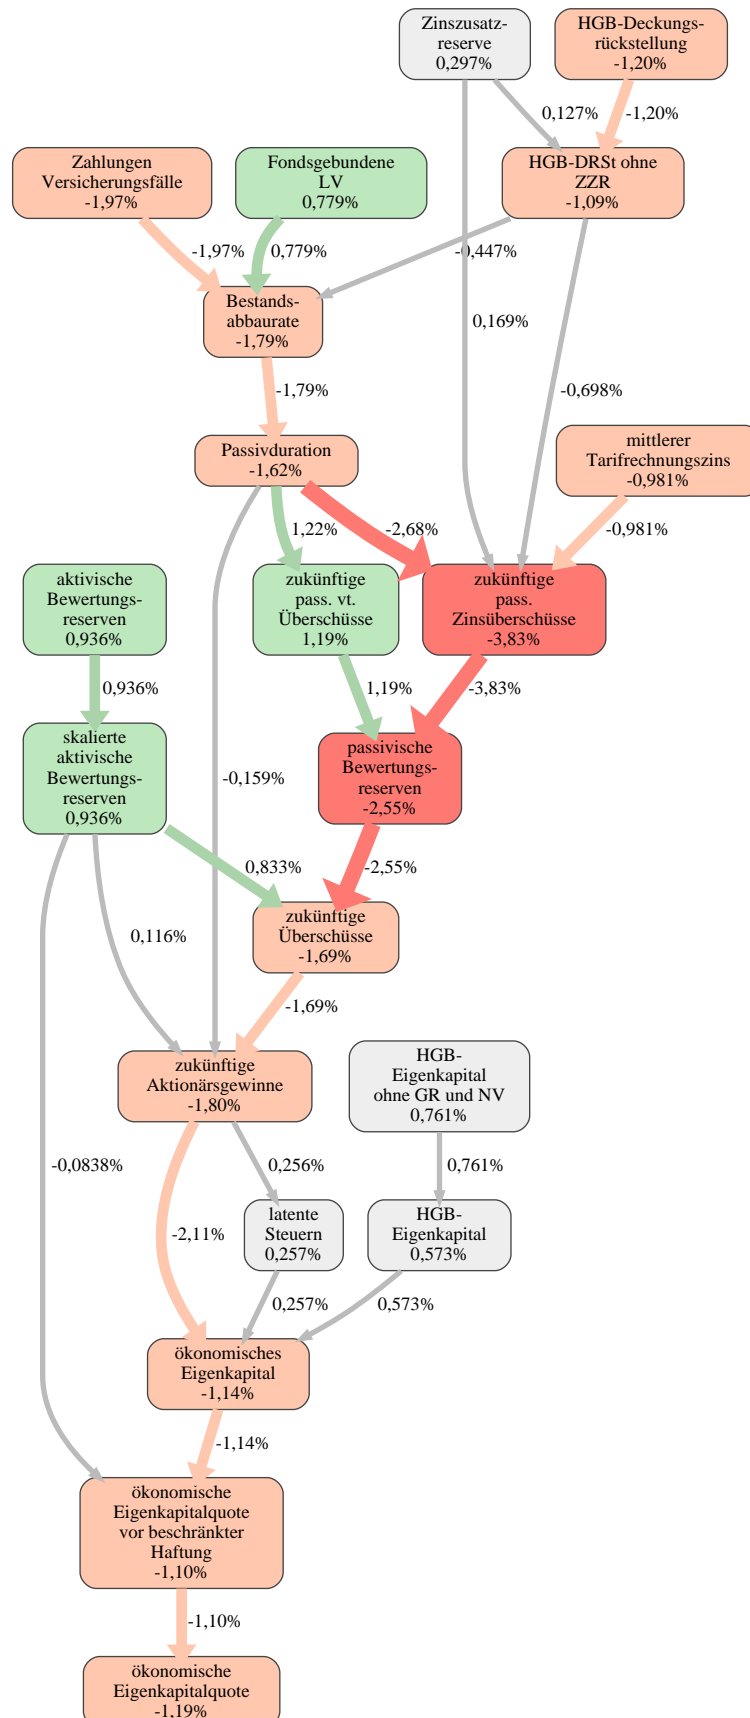 Zinszusatz-
reserve
0,297%
HGB-Deckungs-
rückstellung
-1,20%
0,127%
-1,20%
Zahlungen
Versicherungsfälle
-1,97%
Fondsgebundene
LV
0,779%
HGB-DRSt ohne
ZZR
-1,09%
-1,97%
0,779%
-0,447%
Bestands-
abbaurate
-1,79%
0,169%
-1,79%
-0,698%
Passivduration
-1,62%
mittlerer
Tarifrechnungszins
-0,981%
1,22%
-2,68%
-0,981%
aktivische
Bewertungs-
reserven
0,936%
zukünftige
pass. vt.
Überschüsse
1,19%
zukünftige
pass.
Zinsüberschüsse
-3,83%
0,936%
1,19%
-3,83%
skalierte
aktivische
Bewertungs-
reserven
0,936%
passivische
Bewertungs-
reserven
-2,55%
-0,159%
0,833%
-2,55%
zukünftige
Überschüsse
-1,69%
0,116%
-1,69%
zukünftige
Aktionärsgewinne
-1,80%
HGB-
Eigenkapital
ohne GR und NV
0,761%
-0,0838%
0,256%
0,761%
-2,11%
latente
Steuern
0,257%
HGB-
Eigenkapital
0,573%
0,257%
0,573%
ökonomisches
Eigenkapital
-1,14%
-1,14%
ökonomische
Eigenkapitalquote
vor beschränkter
Haftung
-1,10%
-1,10%
ökonomische
Eigenkapitalquote
-1,19%